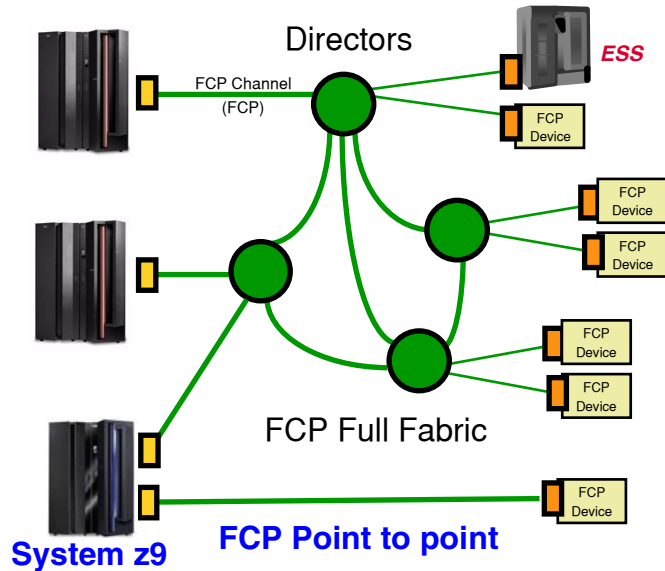 Directors
ESS
FCP Channel
(FCP)
FCP
Device
FCP
Device
FCP
Device
FCP
Device
FCP
Device
FCP Full Fabric
FCP
Device
FCP Point to point
System z9